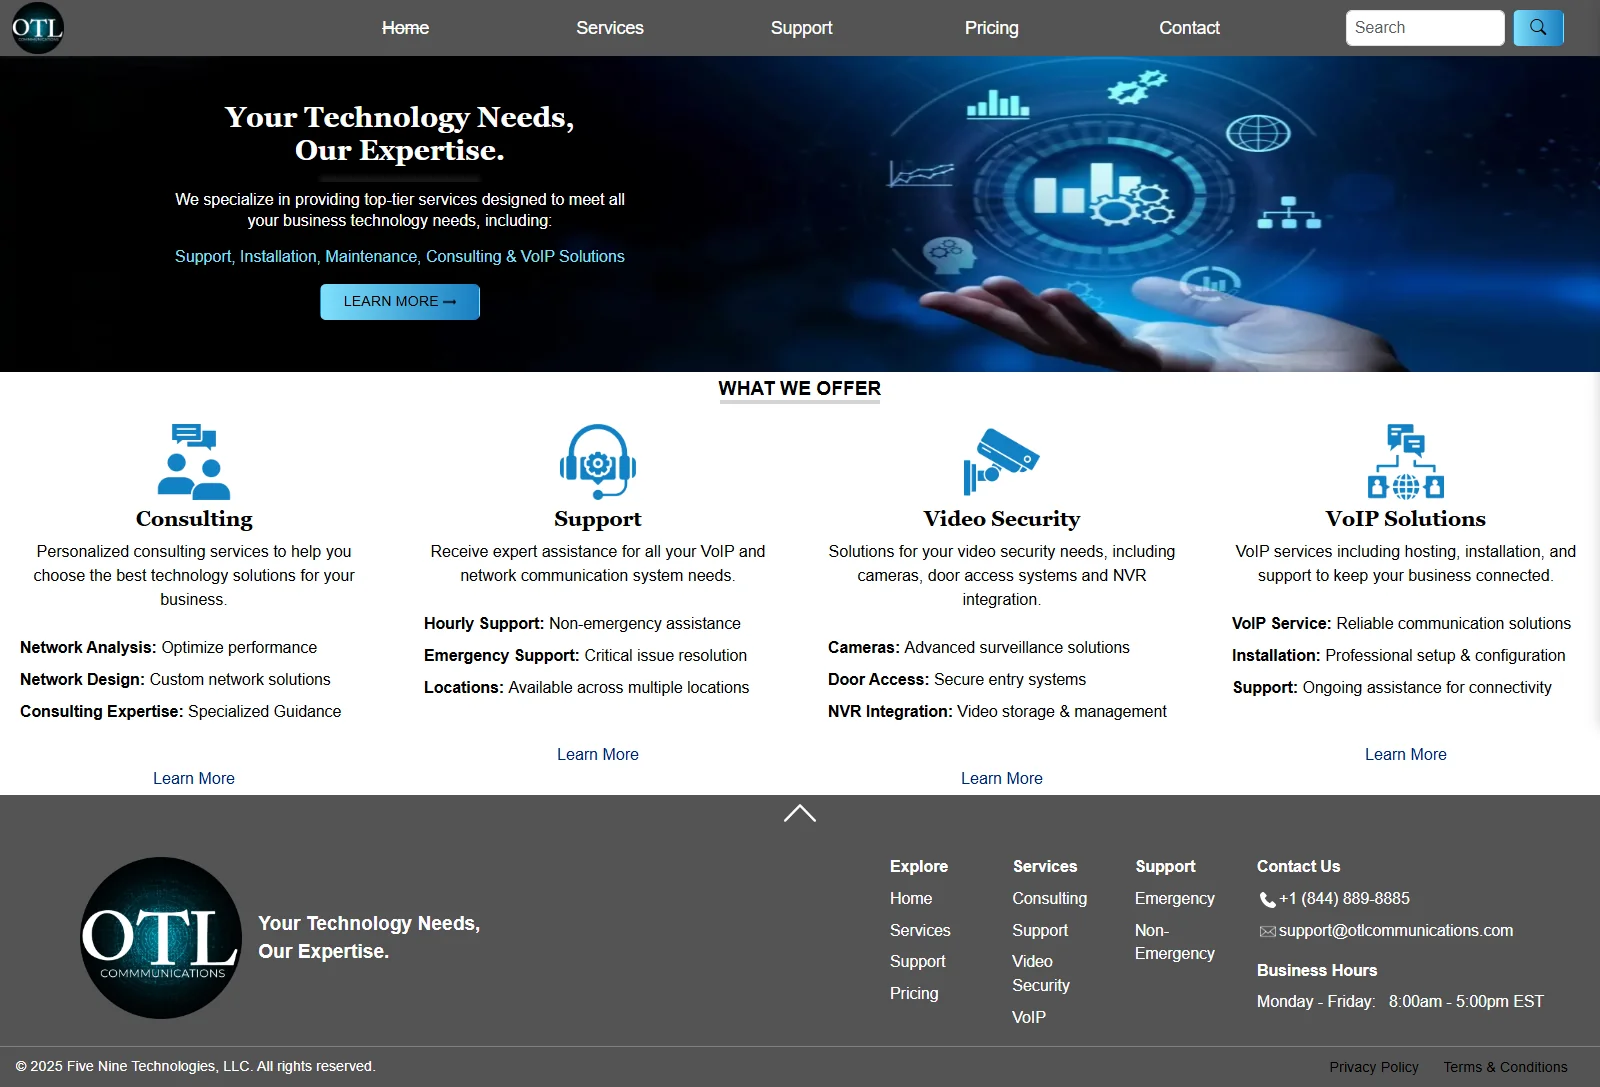 OTL
COMMMUNICATIONS
Home
Services
Support
Pricing
Contact
Search
Your Technology Needs,
Our Expertise.
We specialize in providing top-tier services designed to meet all
your business technology needs, including:
Support, Installation, Maintenance, Consulting & VoIP Solutions
LEARN MORE ➞
WHAT WE OFFER
Consulting
Personalized consulting services to help you
choose the best technology solutions for your
business.
Network Analysis: Optimize performance
Network Design: Custom network solutions
Consulting Expertise: Specialized Guidance
Learn More
Support
Receive expert assistance for all your VoIP and
network communication system needs.
Hourly Support: Non-emergency assistance
Emergency Support: Critical issue resolution
Locations: Available across multiple locations
Learn More
Video Security
Solutions for your video security needs, including
cameras, door access systems and NVR
integration.
Cameras: Advanced surveillance solutions
Door Access: Secure entry systems
NVR Integration: Video storage & management
Learn More
VoIP Solutions
VoIP services including hosting, installation, and
support to keep your business connected.
VoIP Service: Reliable communication solutions
Installation: Professional setup & configuration
Support: Ongoing assistance for connectivity
Learn More
OTL
COMMMUNICATIONS
Your Technology Needs,
Our Expertise.
Explore
Home
Services
Support
Pricing
Services
Consulting
Support
Video
Security
VoIP
Support
Emergency
Non-
Emergency
Contact Us
+1 (844) 889-8885
support@otlcommunications.com
Business Hours
Monday - Friday: 8:00am - 5:00pm EST
© 2025 Five Nine Technologies, LLC. All rights reserved.
Privacy Policy
Terms & Conditions